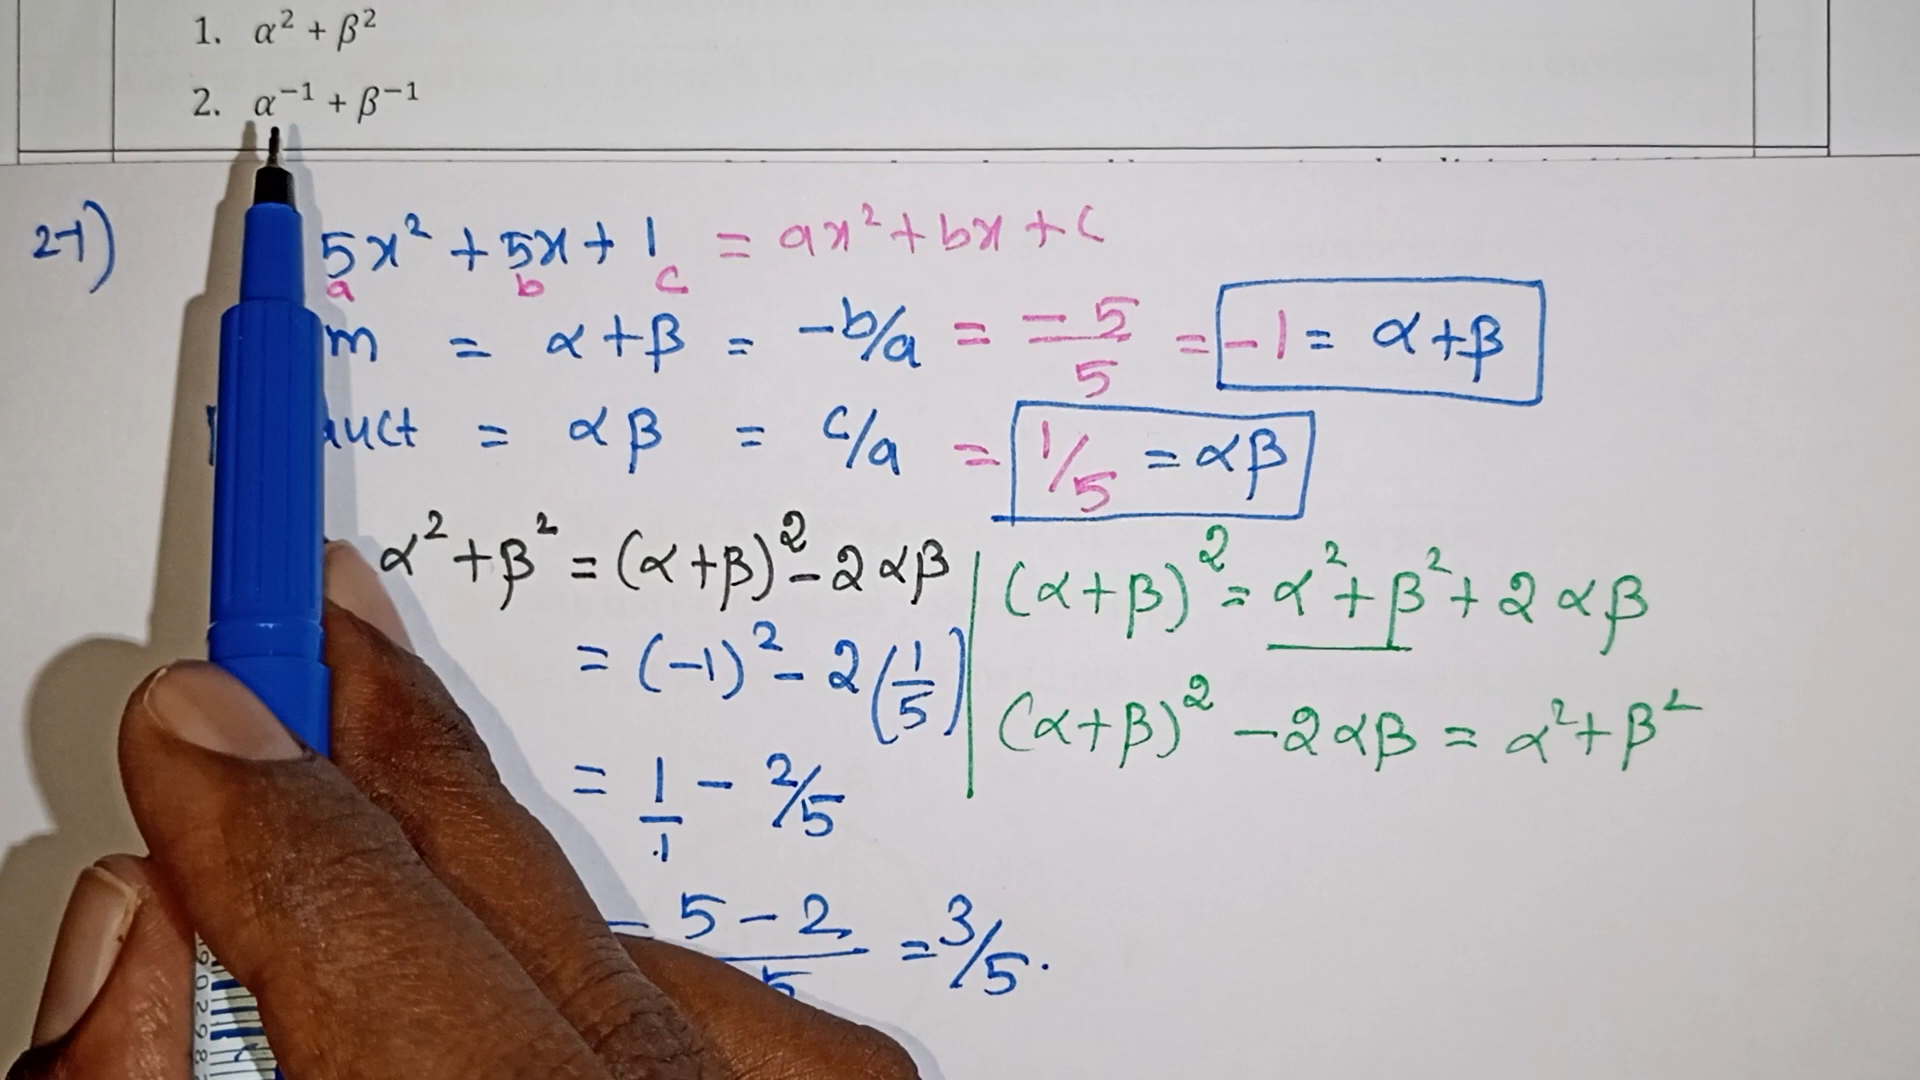 1. α² + β²
2. α⁻¹ + β⁻¹
21) 5x² + 5x + 1 = ax² + bx + c
a b c
= α + β = -b/a = -5/5 = -1 = α + β
= αβ = c/a = 1/5 = αβ
α² + β² = (α + β)² - 2αβ
= (-1)² - 2(1/5)
= 1/1 - 2/5
5 - 2/5 = 3/5.
(α + β)² = α² + β² + 2αβ
(α + β)² - 2αβ = α² + β²